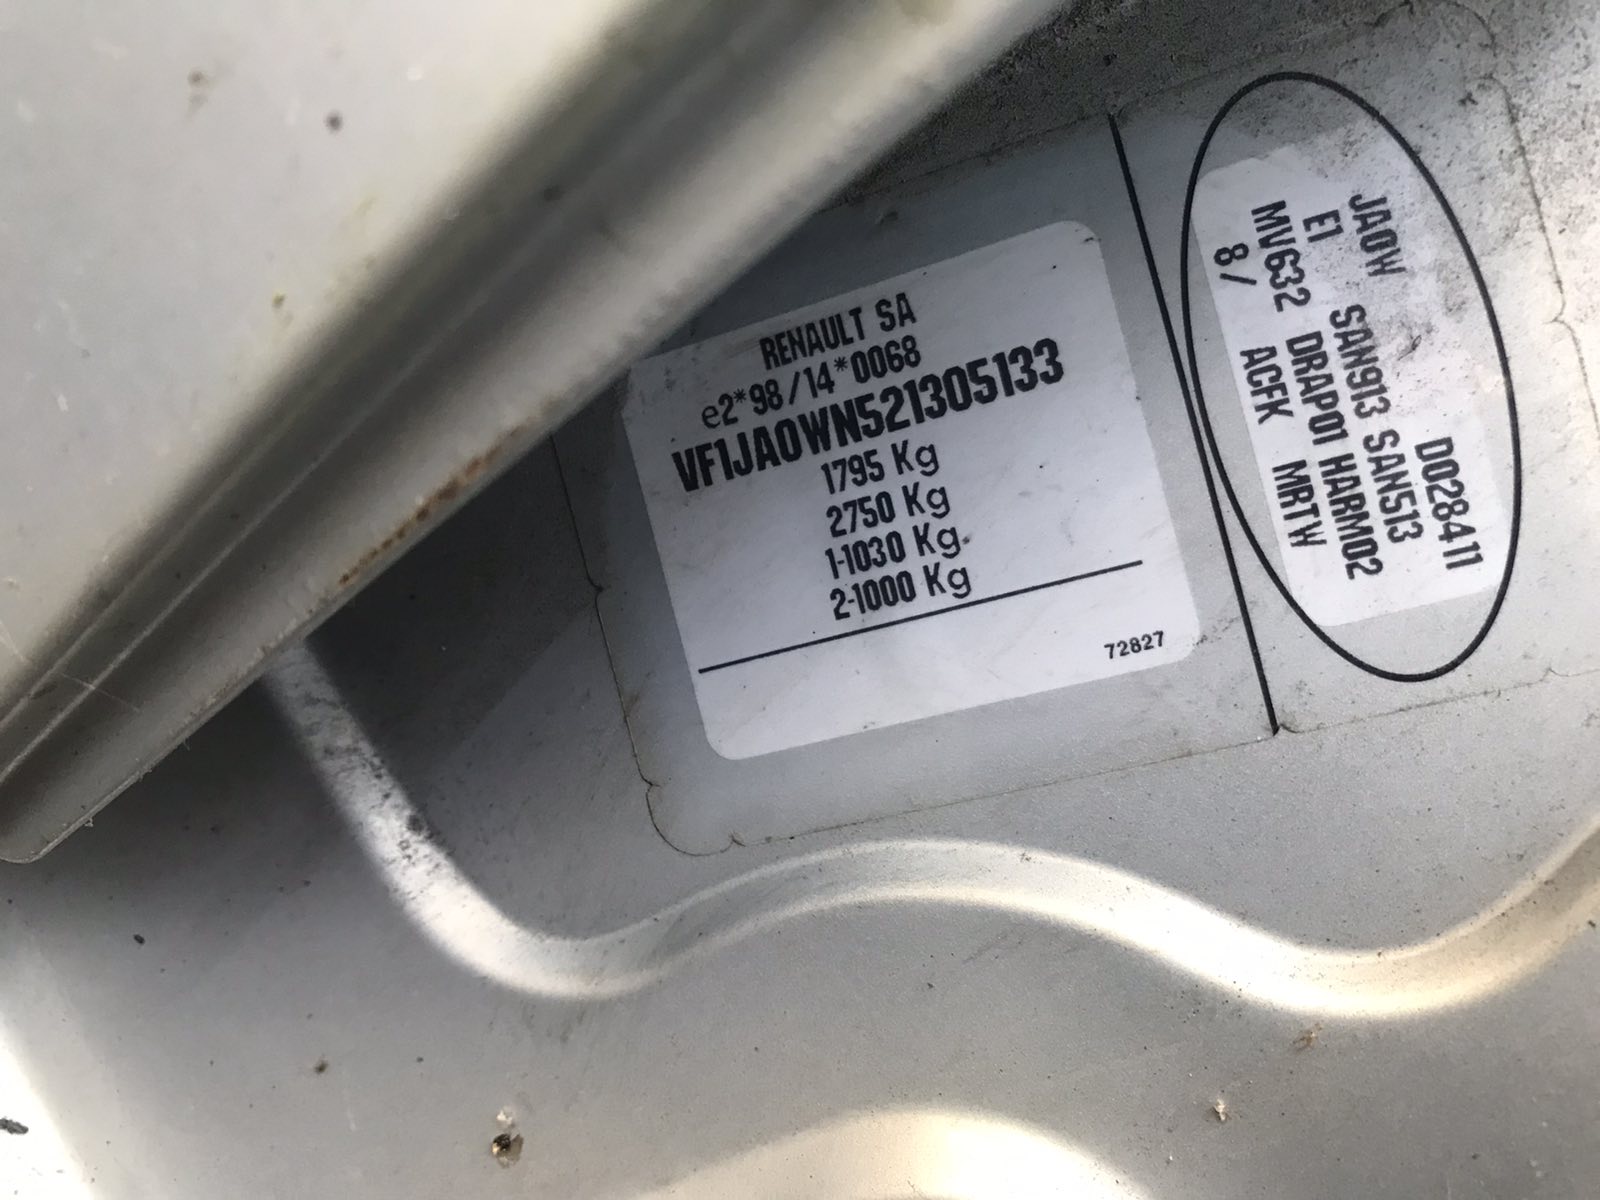 RENAULT SA
e2*98/14*0068
VF1JA0WN521305133
1795 Kg
2750 Kg
1-1030 Kg
2-1000 Kg
72827
JA0W D028411
E1 SAN913 SAN513
MV632 DRAP01 HARM02
8/ ACFK MRTW